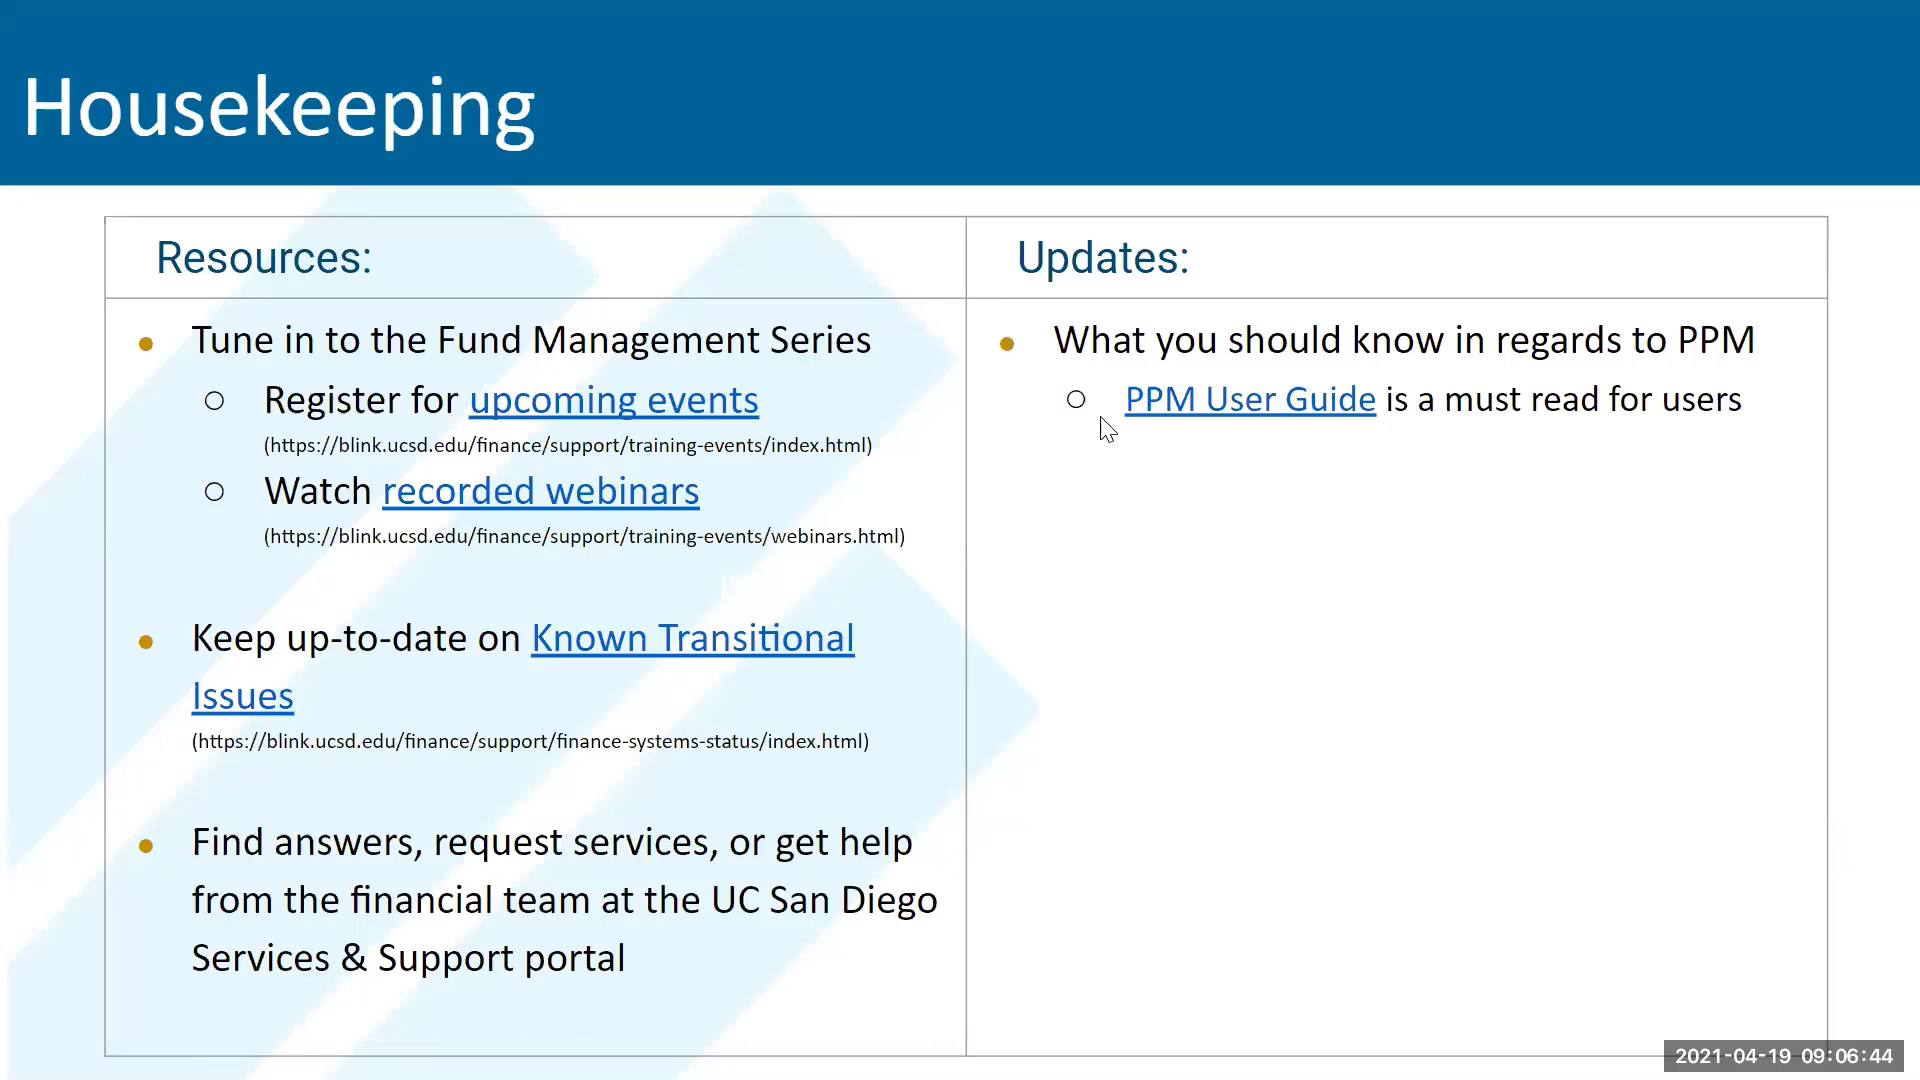 Housekeeping
Resources:
• Tune in to the Fund Management Series
○ Register for upcoming events
(https://blink.ucsd.edu/finance/support/training-events/index.html)
○ Watch recorded webinars
(https://blink.ucsd.edu/finance/support/training-events/webinars.html)
• Keep up-to-date on Known Transitional
Issues
(https://blink.ucsd.edu/finance/support/finance-systems-status/index.html)
• Find answers, request services, or get help
from the financial team at the UC San Diego
Services & Support portal
Updates:
• What you should know in regards to PPM
○ PPM User Guide is a must read for users
2021-04-19 09:06:44